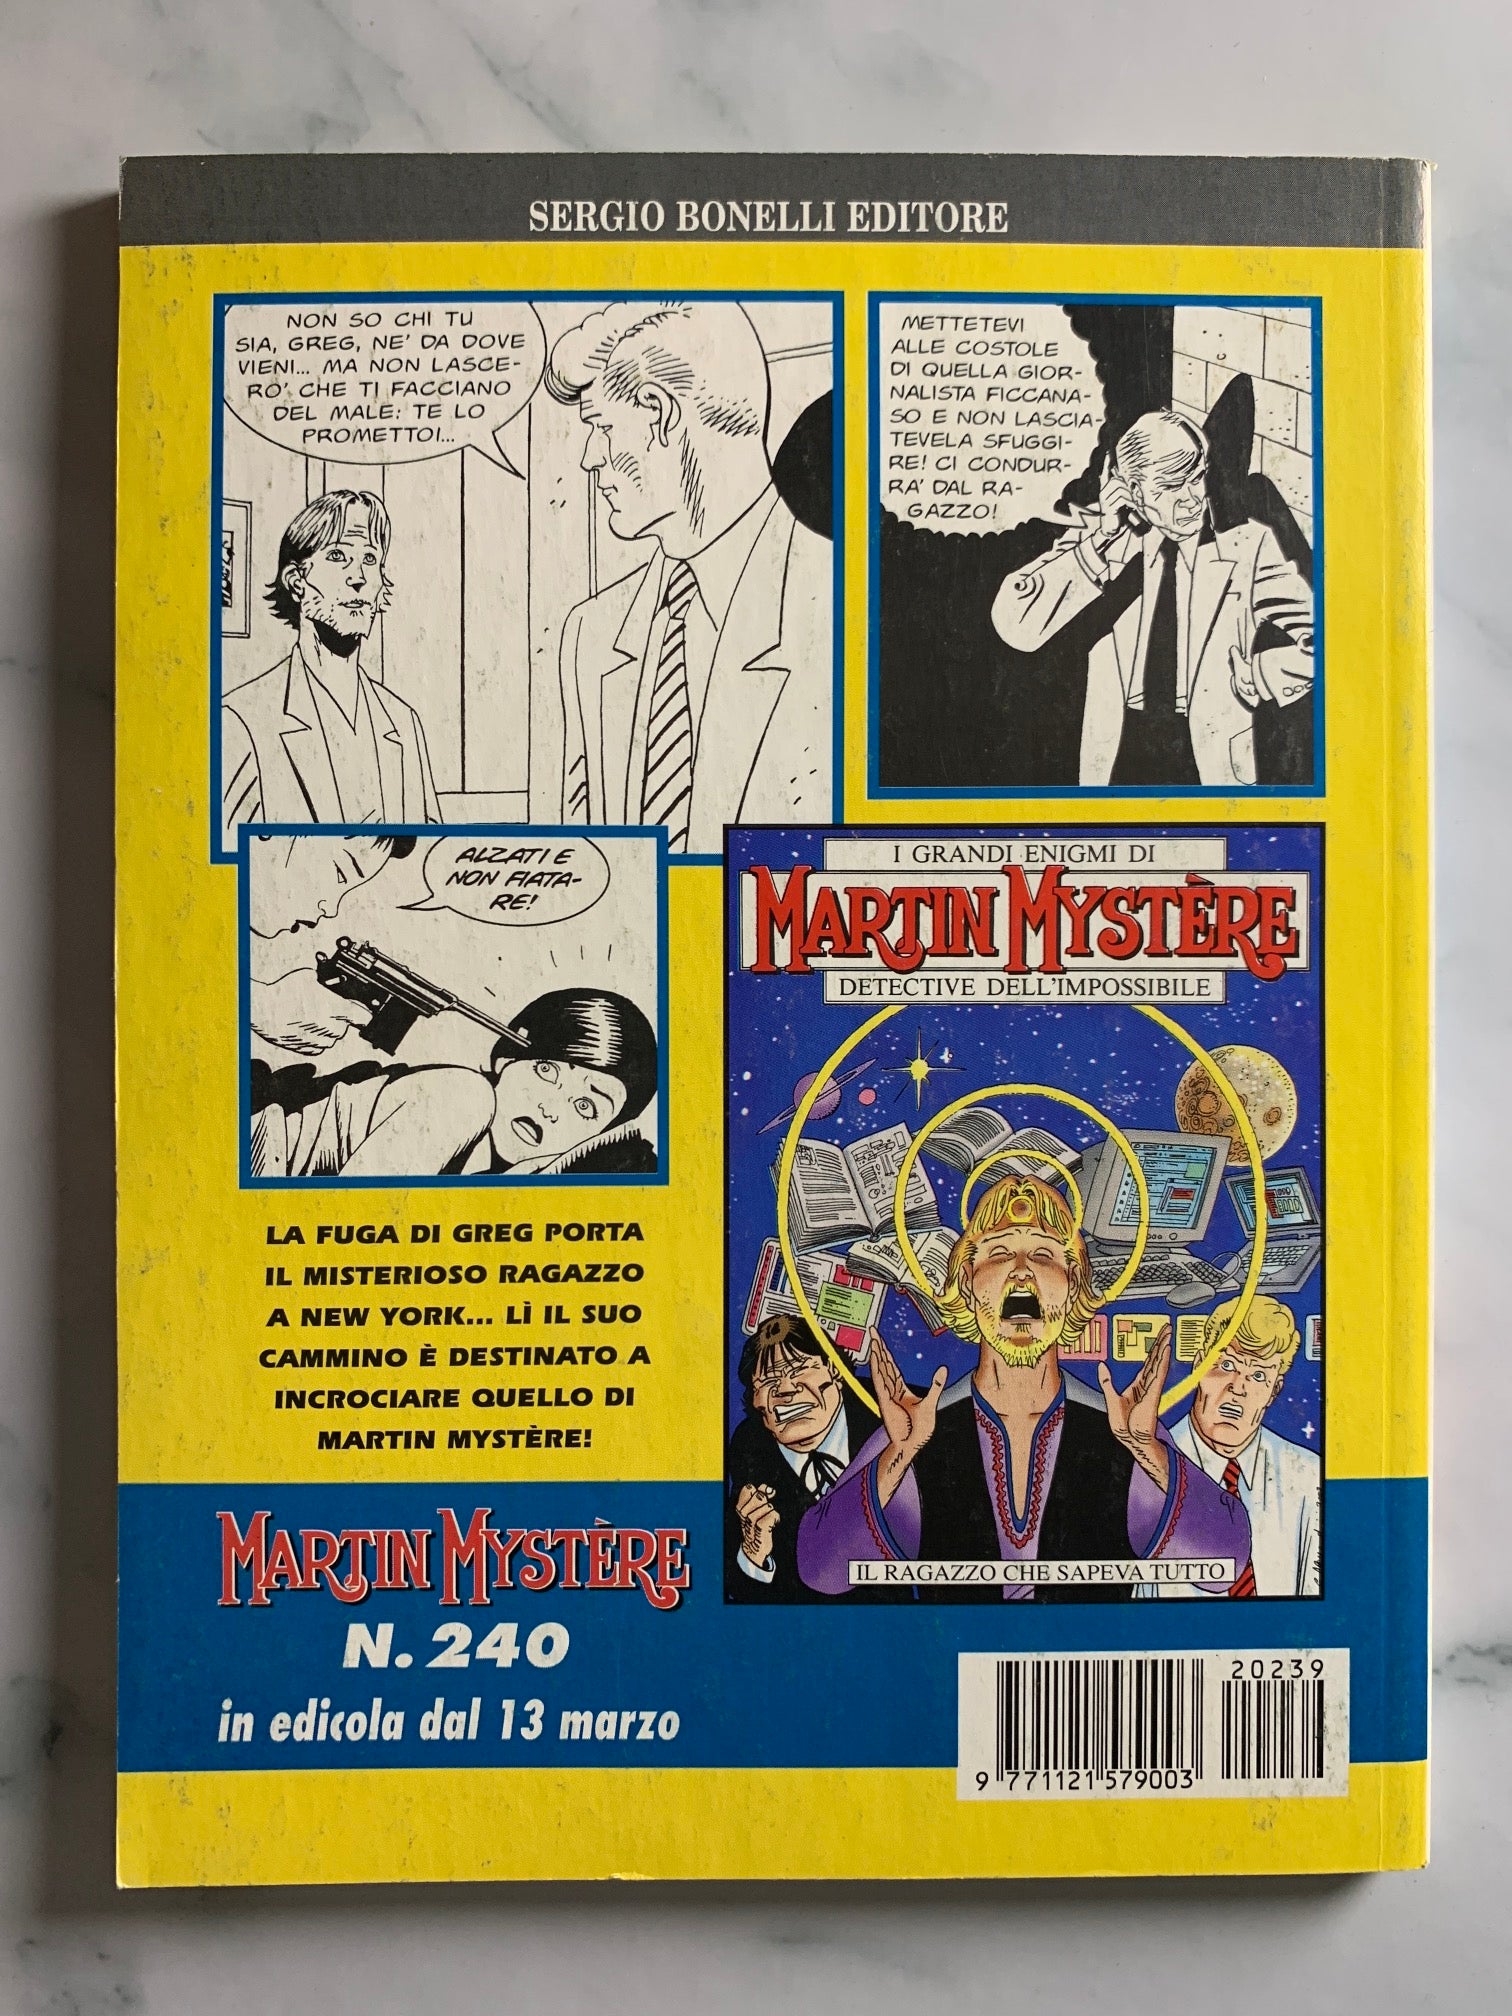 SERGIO BONELLI EDITORE
NON SO CHI TU
SIA, GREG, NE' DA DOVE
VIENI... MA NON LASCE-
RO' CHE TI FACCIANO
DEL MALE: TE LO
PROMETTOI...
METTETEVI
ALLE COSTOLE
DI QUELLA GIOR-
NALISTA FICCANA-
SO E NON LASCIA-
TEVELA SFUGGI-
RE! CI CONDUR-
RA' DAL RA-
GAZZO!
ALZATI E
NON FIATA-
RE!
I GRANDI ENIGMI DI
MARTIN MYSTÈRE
DETECTIVE DELL'IMPOSSIBILE
IL RAGAZZO CHE SAPEVA TUTTO
LA FUGA DI GREG PORTA
IL MISTERIOSO RAGAZZO
A NEW YORK... LÌ IL SUO
CAMMINO È DESTINATO A
INCROCIARE QUELLO DI
MARTIN MYSTÈRE!
MARTIN MYSTÈRE
N. 240
in edicola dal 13 marzo
20239
9 771121 579003